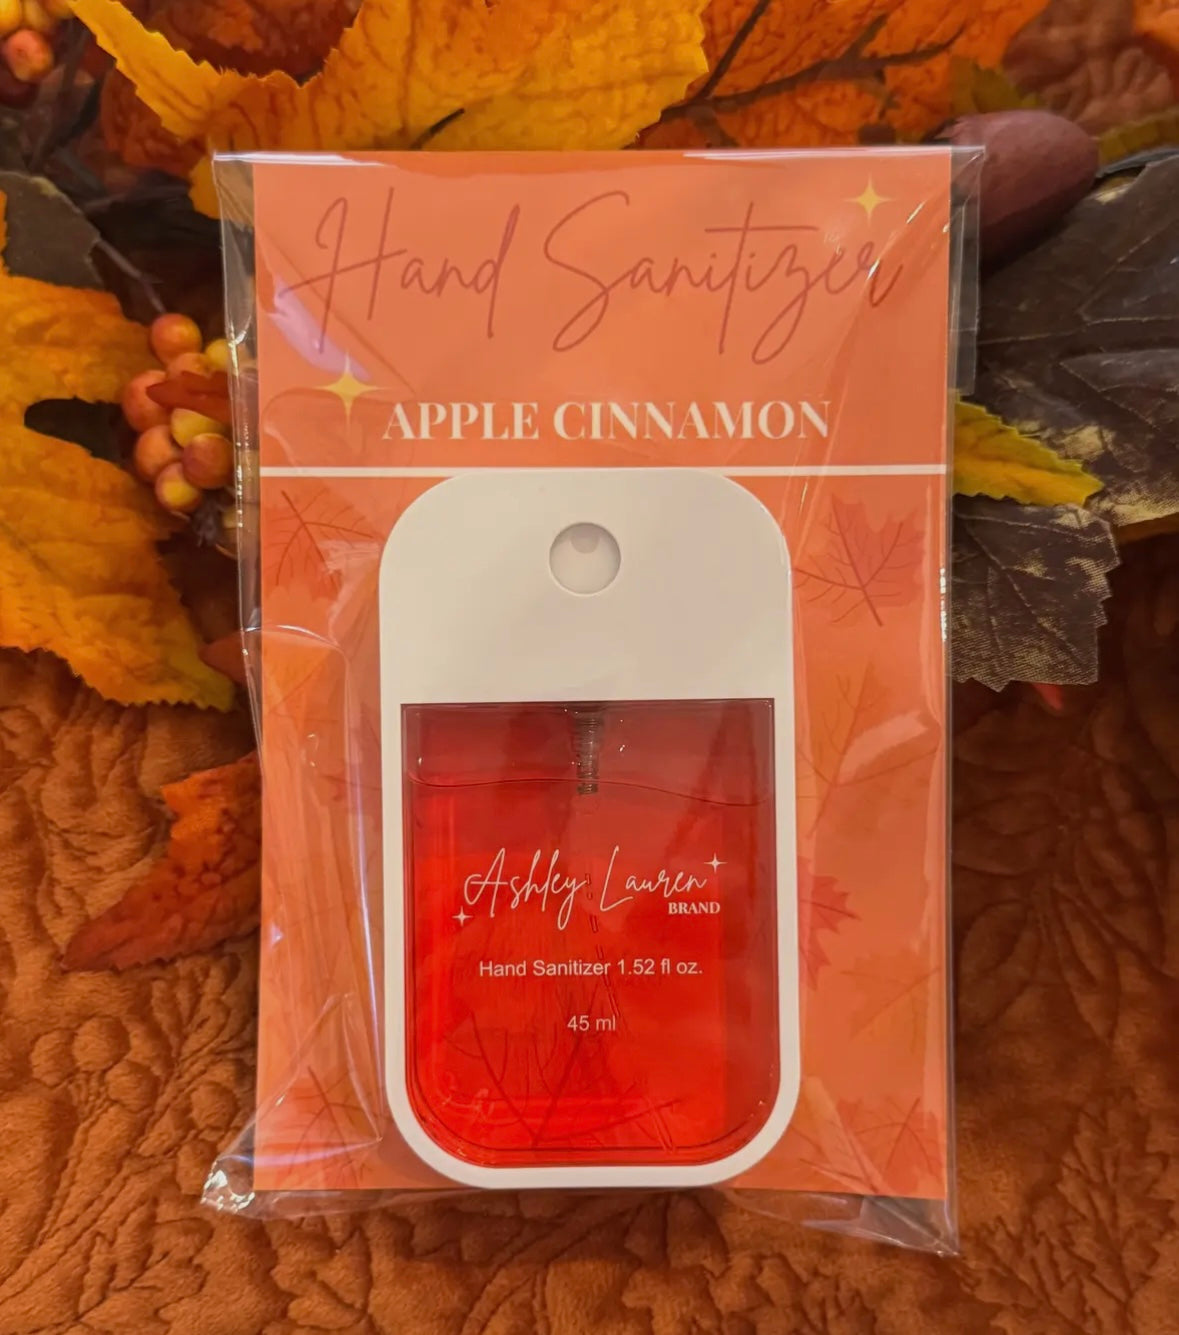 Hand Sanitizer
APPLE CINNAMON
Ashley Lauren
BRAND
Hand Sanitizer 1.52 fl oz.
45 ml